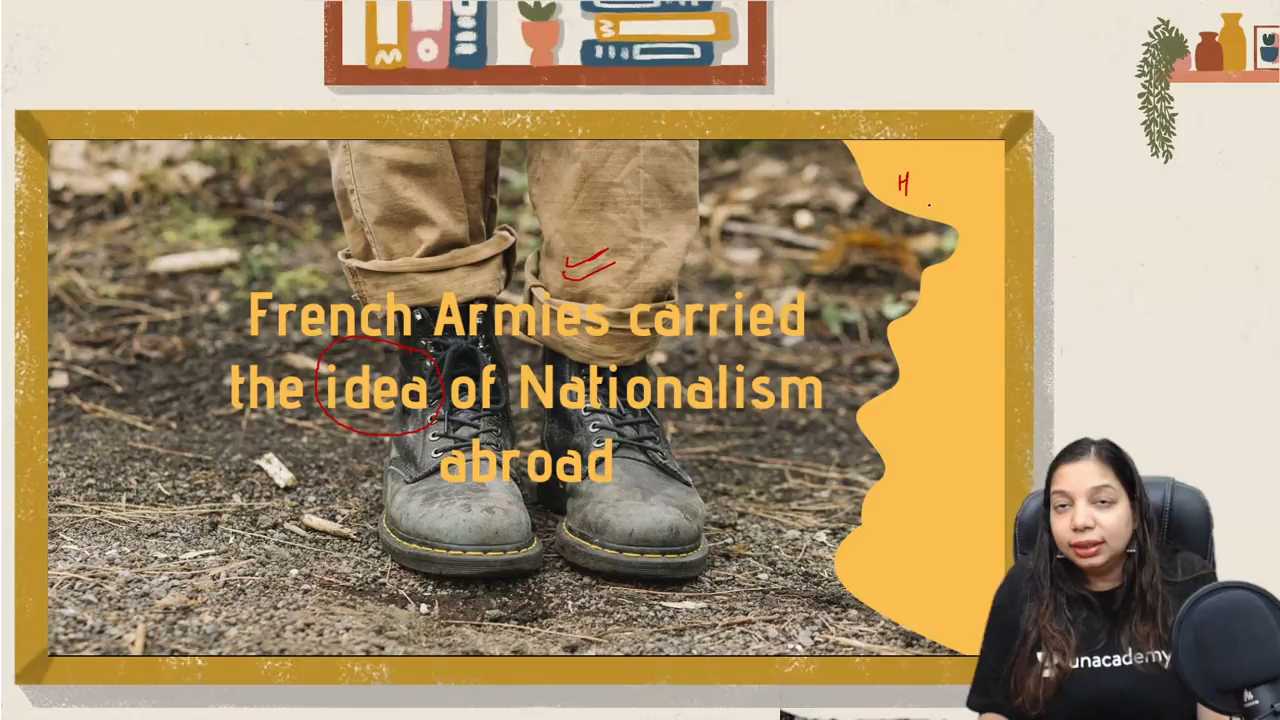 H
French Armies carried
the idea of Nationalism
abroad
unacademy